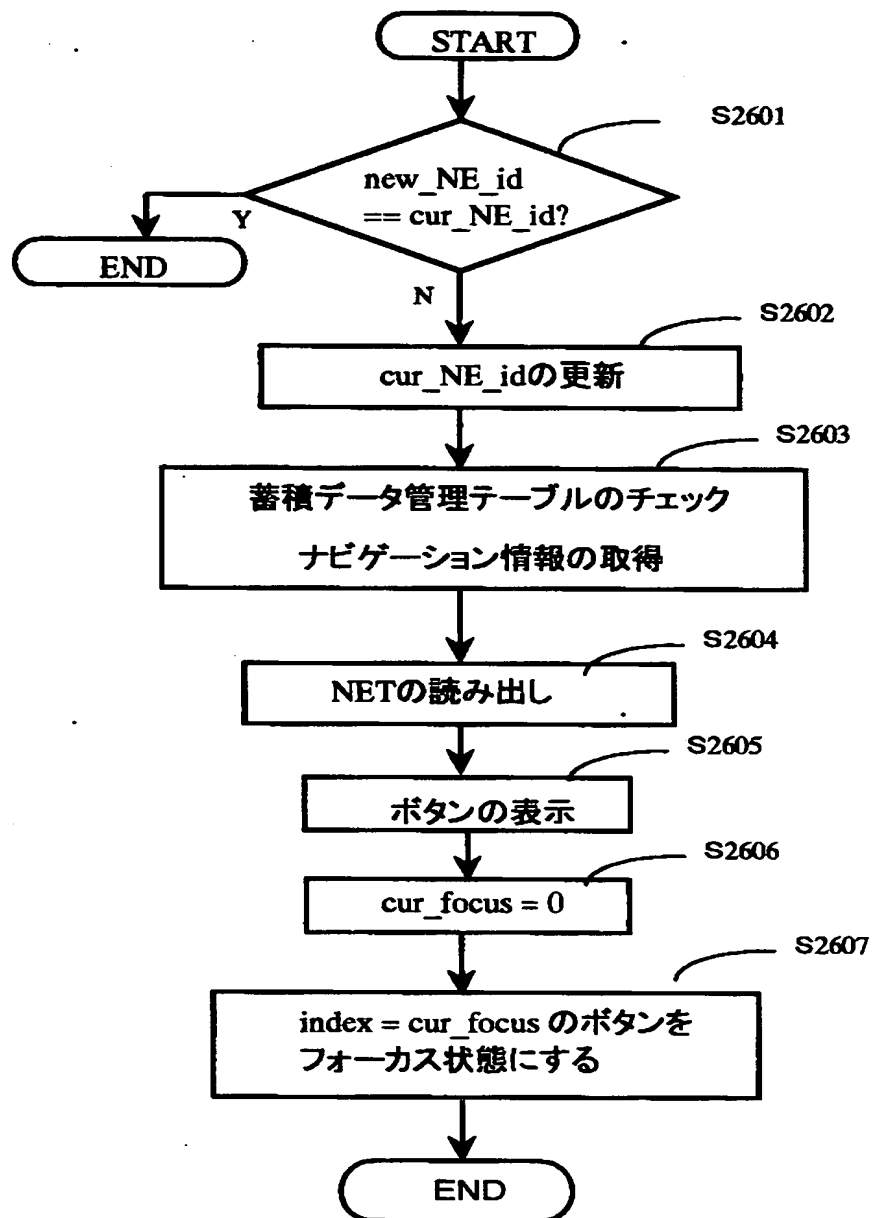 START
S2601
new_NE_id
== cur_NE_id?
Y
END
N
S2602
cur_NE_idの更新
S2603
蓄積データ管理テーブルのチェック
ナビゲーション情報の取得
S2604
NETの読み出し
S2605
ボタンの表示
S2606
cur_focus = 0
S2607
index = cur_focus のボタンを
フォーカス状態にする
END